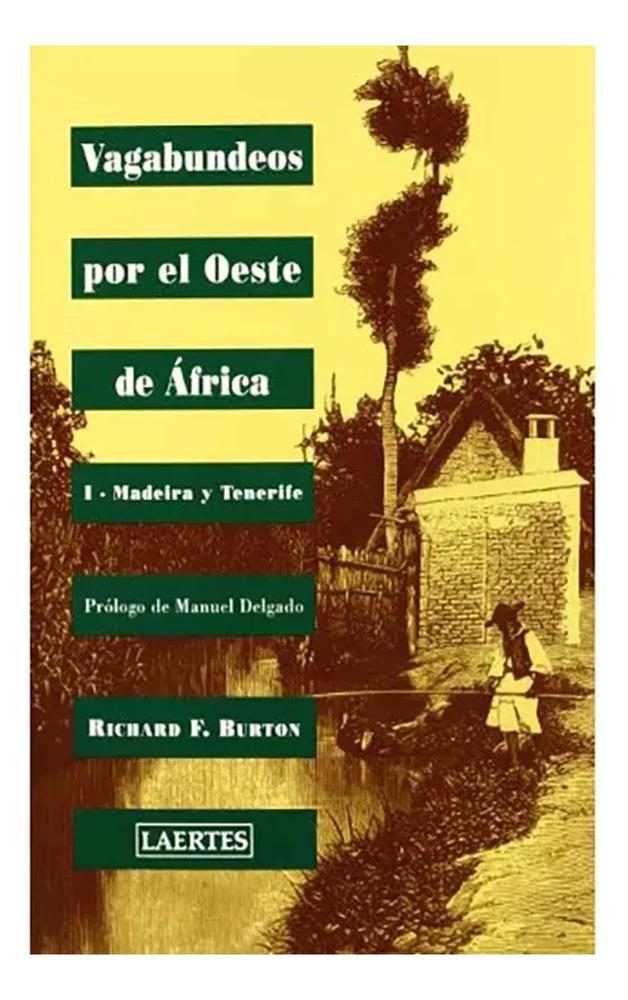 Vagabundeos
por el Oeste
de África
I · Madeira y Tenerife
Prólogo de Manuel Delgado
RICHARD F. BURTON
LAERTES